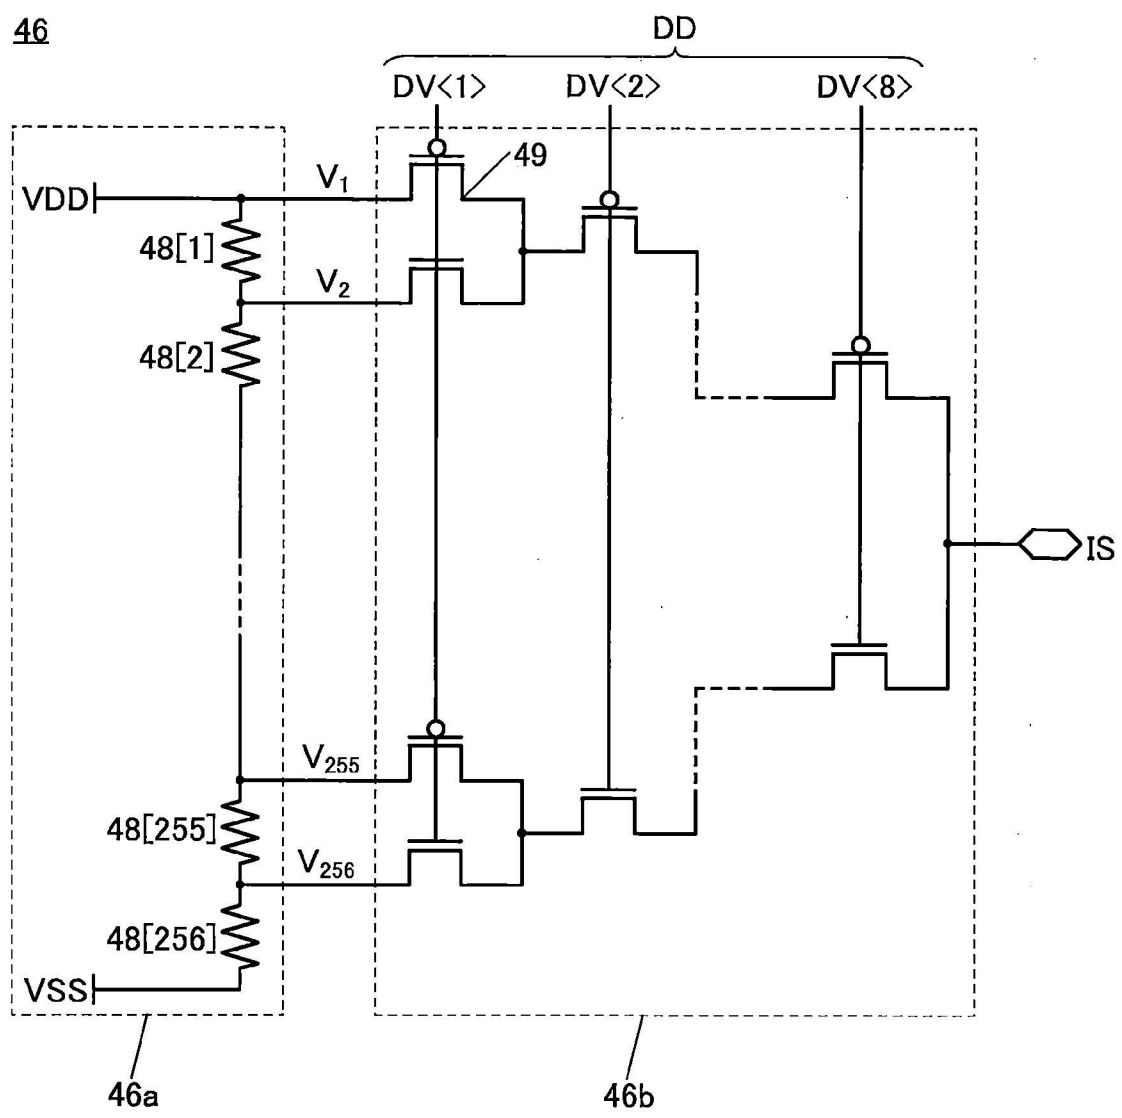 46
DD
DV<1>
DV<2>
DV<8>
49
V1
VDD
48[1]
V2
48[2]
IS
V255
48[255]
V256
48[256]
VSS
46a
46b